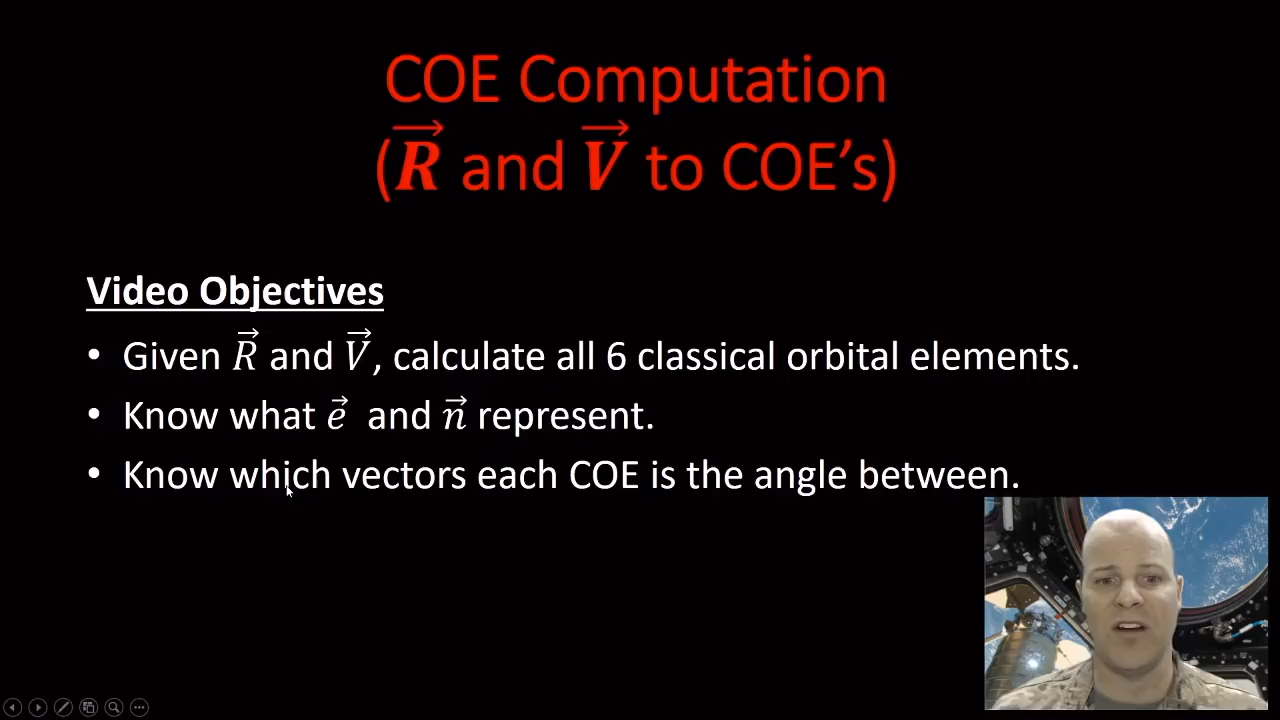 COE Computation
(R⃗ and V⃗ to COE’s)
Video Objectives
• Given R⃗ and V⃗, calculate all 6 classical orbital elements.
• Know what e⃗ and n⃗ represent.
• Know which vectors each COE is the angle between.